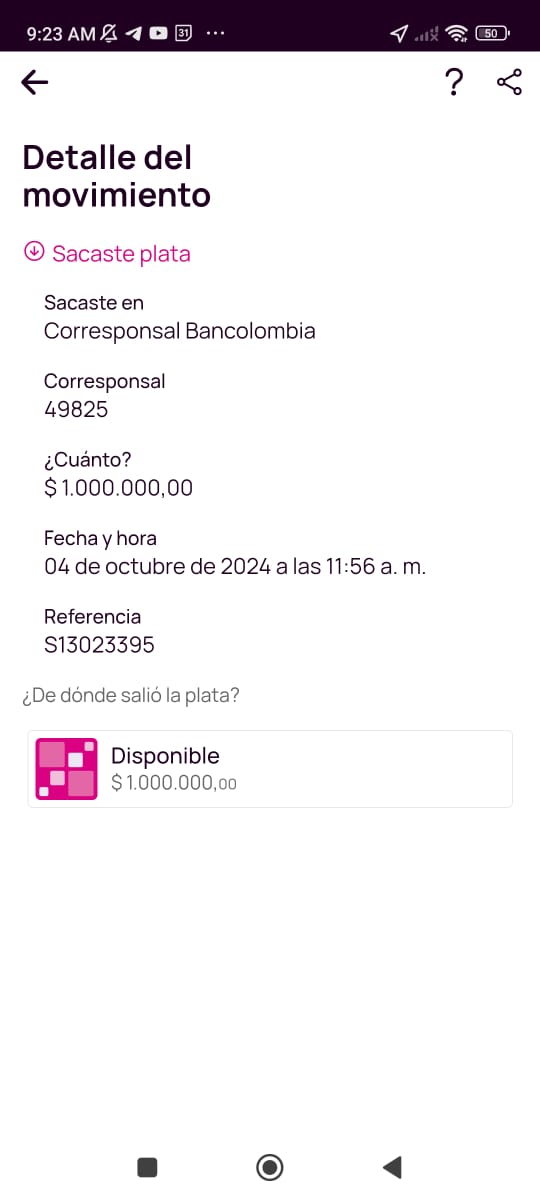 9:23 AM 31 ... 50
?
Detalle del
movimiento
Sacaste plata
Sacaste en
Corresponsal Bancolombia
Corresponsal
49825
¿Cuánto?
$ 1.000.000,00
Fecha y hora
04 de octubre de 2024 a las 11:56 a. m.
Referencia
S13023395
¿De dónde salió la plata?
Disponible
$ 1.000.000,00